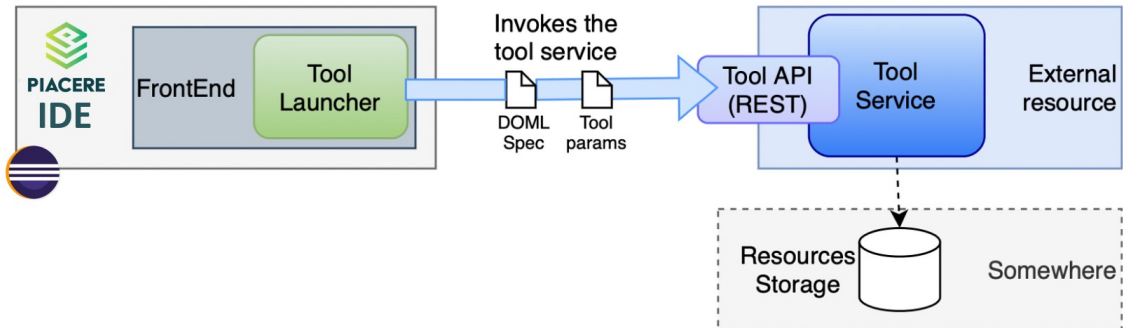 PIACERE
IDE
FrontEnd
Tool
Launcher
Invokes the
tool service
DOML
Spec
Tool
params
Tool API
(REST)
Tool
Service
External
resource
Resources
Storage
Somewhere